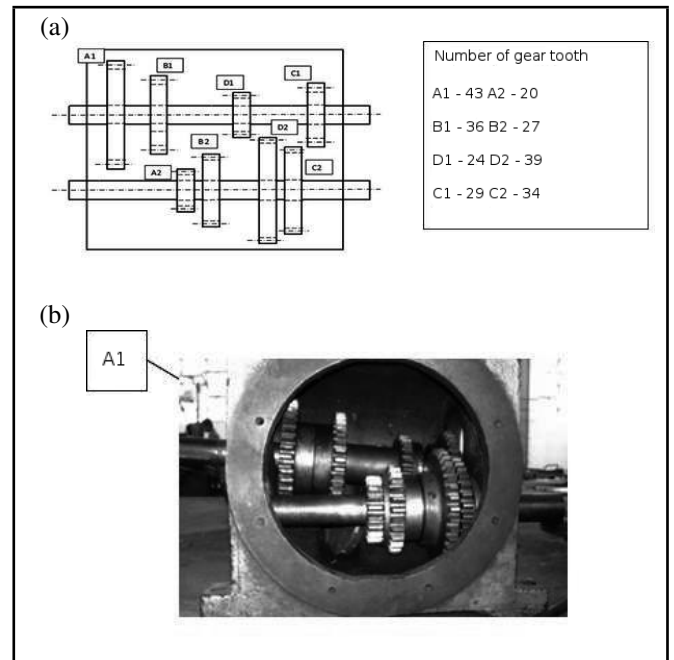 (a)
A1
B1
D1
C1
D2
B2
A2
C2
Number of gear tooth
A1 - 43 A2 - 20
B1 - 36 B2 - 27
D1 - 24 D2 - 39
C1 - 29 C2 - 34
(b)
A1